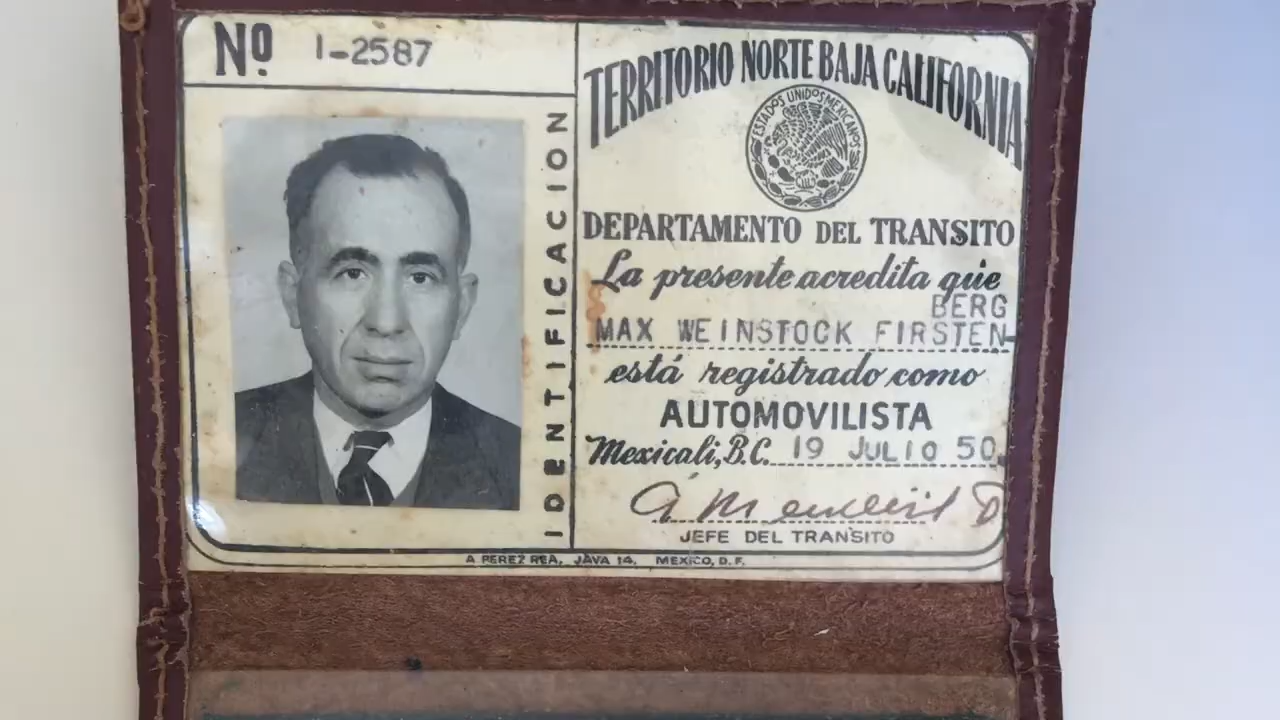 Nº 1-2587
IDENTIFICACION
TERRITORIO NORTE BAJA CALIFORNIA
ESTADOS UNIDOS MEXICANOS
DEPARTAMENTO DEL TRANSITO
La presente acredita que
BERG
MAX WEINSTOCK FIRSTEN-
está registrado como
AUTOMOVILISTA
Mexicali, B.C. 19 JULIO 50.
JEFE DEL TRANSITO
A PEREZ REA, JAVA 14, MEXICO, D.F.